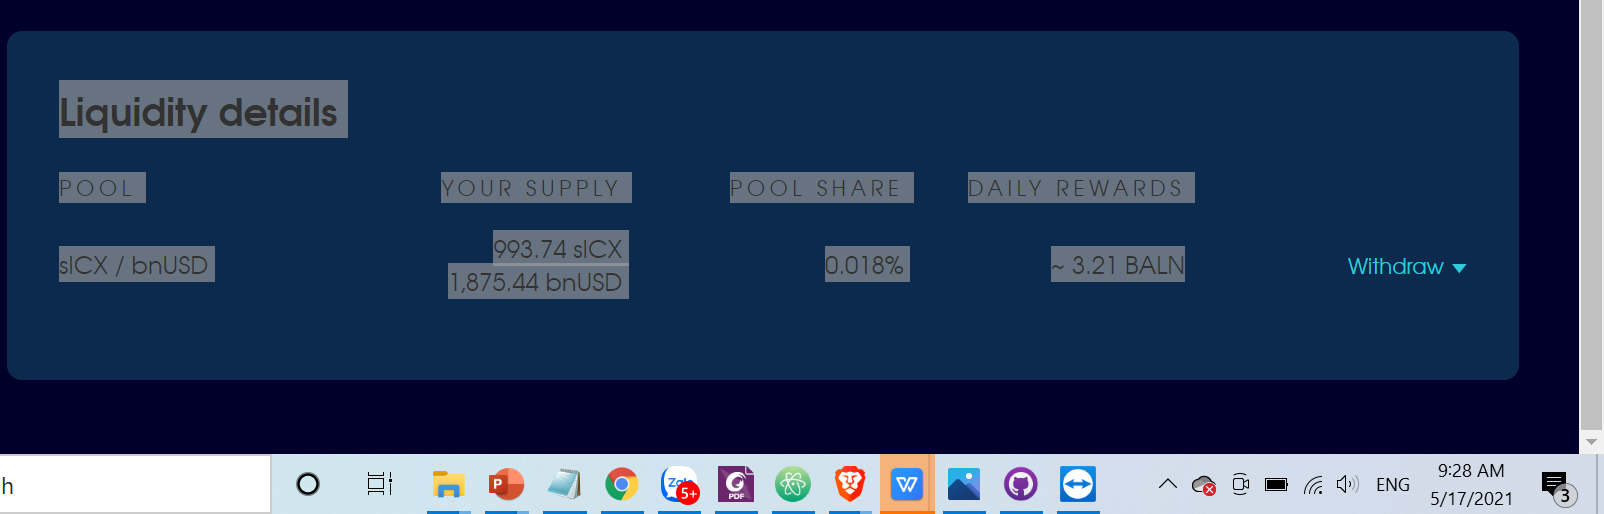 Liquidity details
POOL YOUR SUPPLY POOL SHARE DAILY REWARDS
993.74 sICX
sICX / bnUSD 0.018% ~ 3.21 BALN Withdraw
1,875.44 bnUSD
h
P
Zalo
5+
PDF
W
ENG
9:28 AM
5/17/2021
3